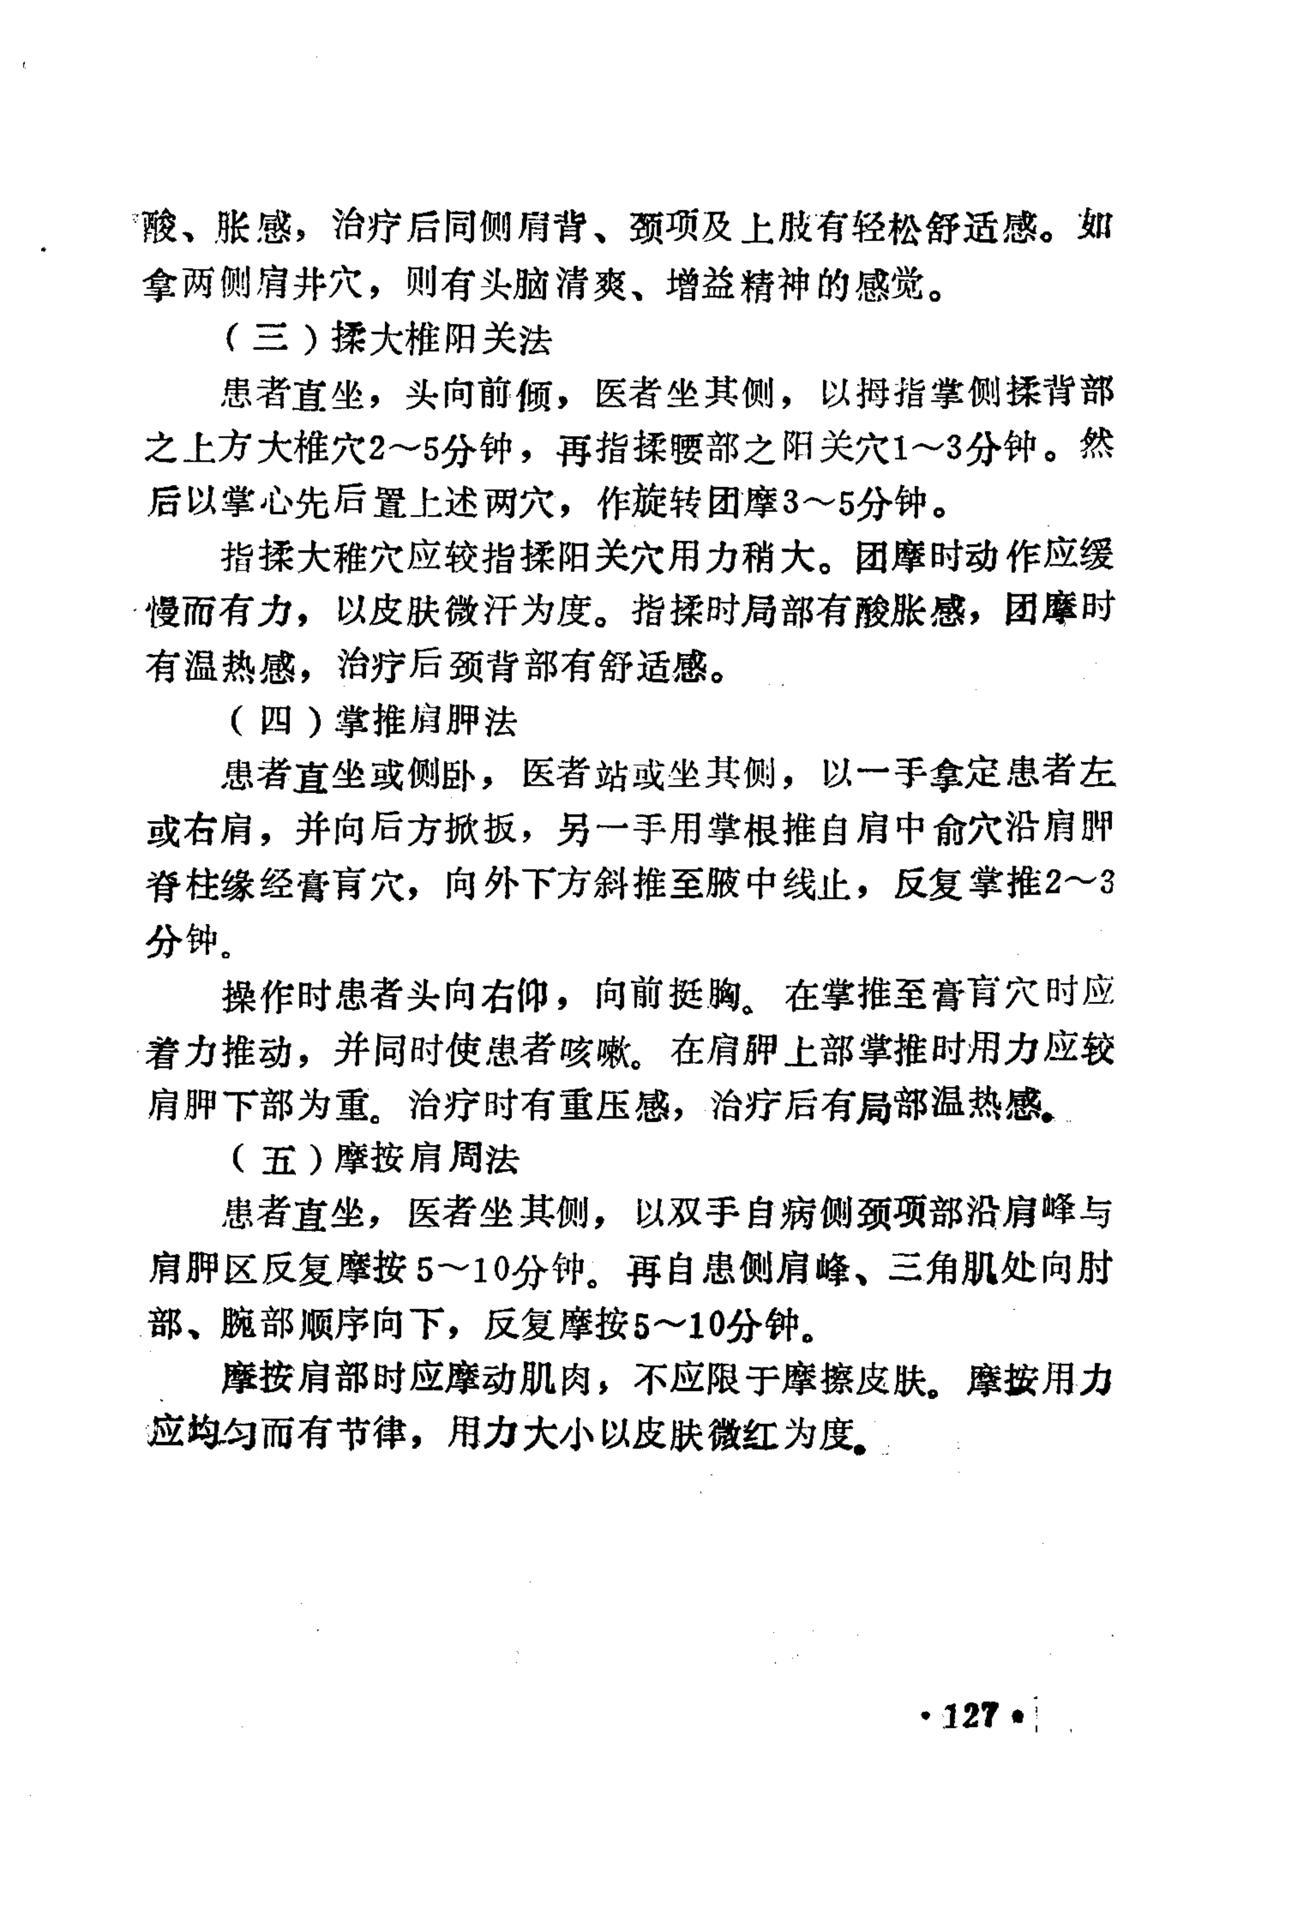 酸、胀感，治疗后同侧肩背、颈项及上肢有轻松舒适感。如
拿两侧肩井穴，则有头脑清爽、增益精神的感觉。
（三）揉大椎阳关法
患者直坐，头向前倾，医者坐其侧，以拇指掌侧揉背部
之上方大椎穴2～5分钟，再指揉腰部之阳关穴1～3分钟。然
后以掌心先后置上述两穴，作旋转团摩3～5分钟。
指揉大稚穴应较指揉阳关穴用力稍大。团摩时动作应缓
慢而有力，以皮肤微汗为度。指揉时局部有酸胀感，团摩时
有温热感，治疗后颈背部有舒适感。
（四）掌推肩胛法
患者直坐或侧卧，医者站或坐其侧，以一手拿定患者左
或右肩，并向后方掀扳，另一手用掌根推自肩中俞穴沿肩胛
脊柱缘经膏肓穴，向外下方斜推至腋中线止，反复掌推2～3
分钟。
操作时患者头向右仰，向前挺胸。在掌推至膏肓穴时应
着力推动，并同时使患者咳嗽。在肩胛上部掌推时用力应较
肩胛下部为重。治疗时有重压感，治疗后有局部温热感。
（五）摩按肩周法
患者直坐，医者坐其侧，以双手自病侧颈项部沿肩峰与
肩胛区反复摩按5～10分钟。再自患侧肩峰、三角肌处向肘
部、腕部顺序向下，反复摩按5～10分钟。
摩按肩部时应摩动肌肉，不应限于摩擦皮肤。摩按用力
应均匀而有节律，用力大小以皮肤微红为度。
·127·